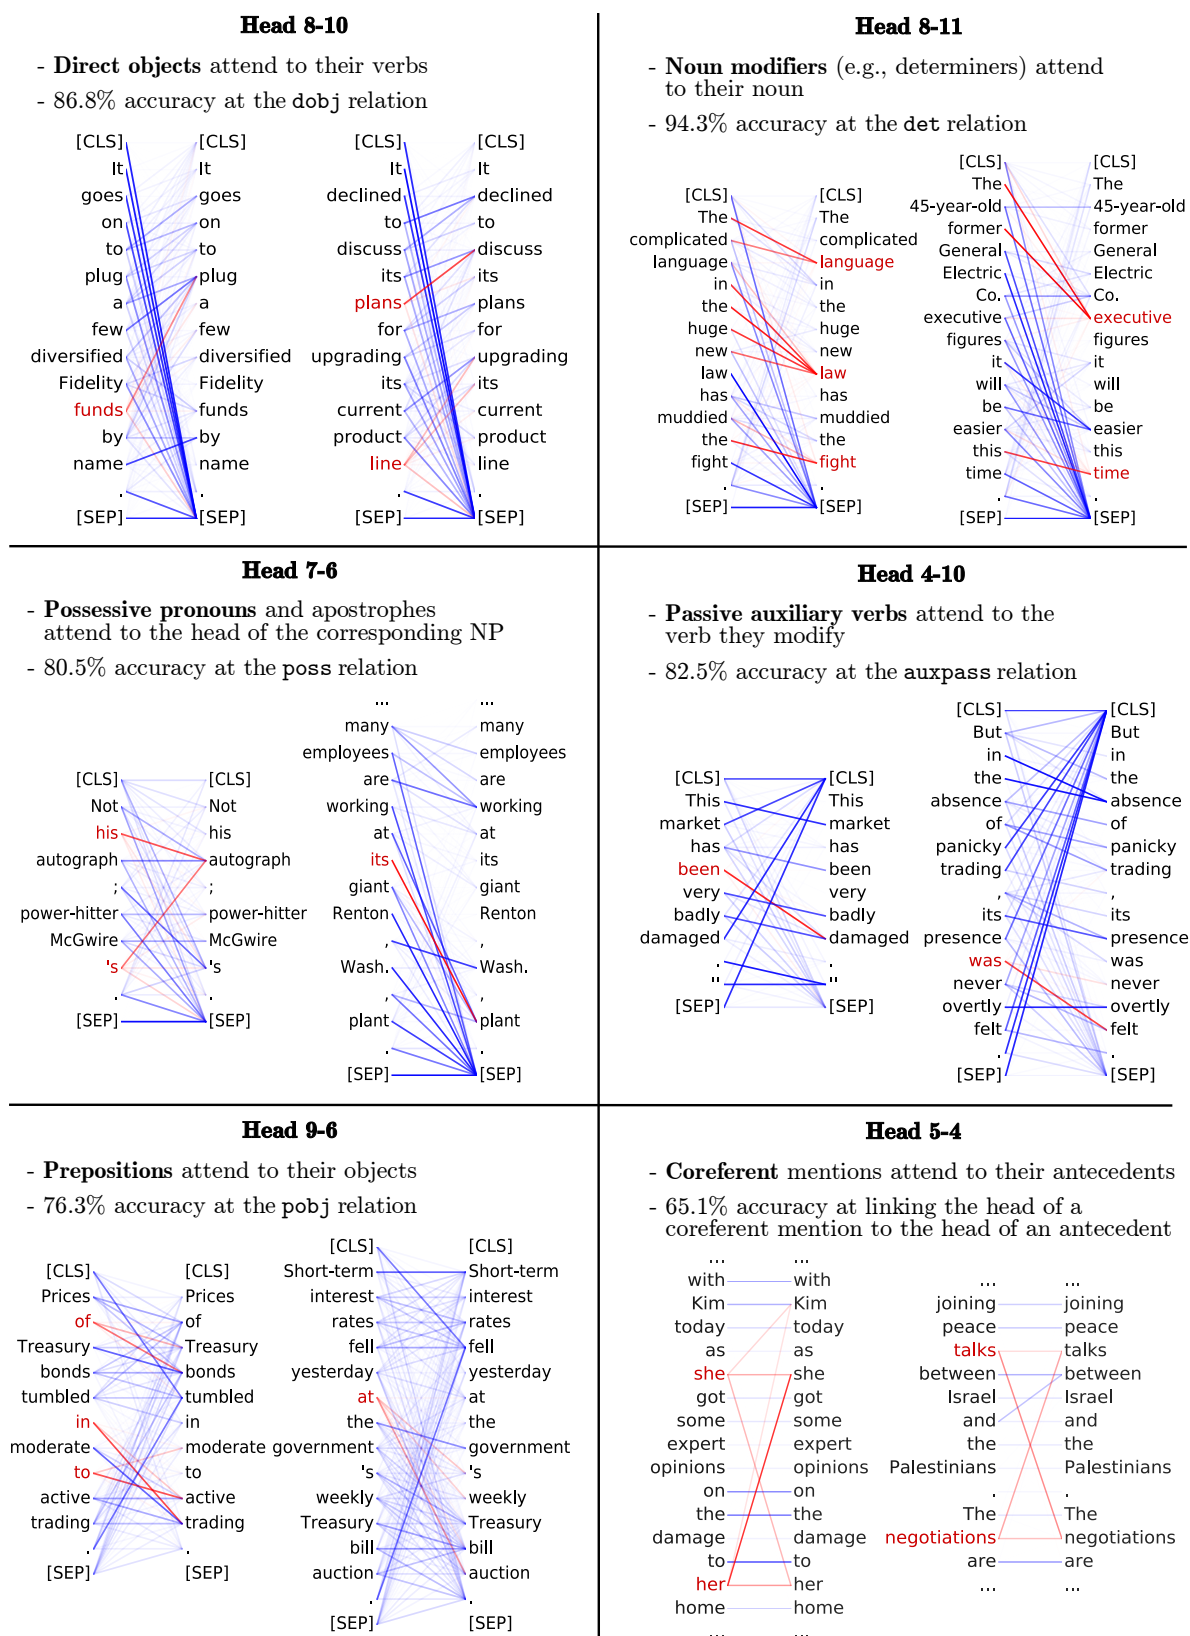 Head 8-10
- Direct objects attend to their verbs
- 86.8% accuracy at the dobj relation
[CLS] [CLS]
It It
goes goes
on on
to to
plug plug
a a
few few
diversified diversified
Fidelity Fidelity
funds funds
by by
name name
. .
[SEP] [SEP]
[CLS] [CLS]
It It
declined declined
to to
discuss discuss
its its
plans plans
for for
upgrading upgrading
its its
current current
product product
line line
. .
[SEP] [SEP]
Head 8-11
- Noun modifiers (e.g., determiners) attend
to their noun
- 94.3% accuracy at the det relation
[CLS] [CLS]
The The
complicated complicated
language language
in in
the the
huge huge
new new
law law
has has
muddied muddied
the the
fight fight
. .
[SEP] [SEP]
[CLS] [CLS]
The The
45-year-old 45-year-old
former former
General General
Electric Electric
Co. Co.
executive executive
figures figures
it it
will will
be be
easier easier
this this
time time
. .
[SEP] [SEP]
Head 7-6
- Possessive pronouns and apostrophes
attend to the head of the corresponding NP
- 80.5% accuracy at the poss relation
[CLS] [CLS]
Not Not
his his
autograph autograph
; ;
power-hitter power-hitter
McGwire McGwire
's 's
. .
[SEP] [SEP]
... ...
many many
employees employees
are are
working working
at at
its its
giant giant
Renton Renton
, ,
Wash. Wash.
, ,
plant plant
. .
[SEP] [SEP]
Head 4-10
- Passive auxiliary verbs attend to the
verb they modify
- 82.5% accuracy at the auxpass relation
[CLS] [CLS]
This This
market market
has has
been been
very very
badly badly
damaged damaged
. .
" "
[SEP] [SEP]
[CLS] [CLS]
But But
in in
the the
absence absence
of of
panicky panicky
trading trading
, ,
its its
presence presence
was was
never never
overtly overtly
felt felt
. .
[SEP] [SEP]
Head 9-6
- Prepositions attend to their objects
- 76.3% accuracy at the pobj relation
[CLS] [CLS]
Prices Prices
of of
Treasury Treasury
bonds bonds
tumbled tumbled
in in
moderate moderate
to to
active active
trading trading
. .
[SEP] [SEP]
[CLS] [CLS]
Short-term Short-term
interest interest
rates rates
fell fell
yesterday yesterday
at at
the the
government government
's 's
weekly weekly
Treasury Treasury
bill bill
auction auction
. .
[SEP] [SEP]
Head 5-4
- Coreferent mentions attend to their antecedents
- 65.1% accuracy at linking the head of a
coreferent mention to the head of an antecedent
... ...
with with
Kim Kim
today today
as as
she she
got got
some some
expert expert
opinions opinions
on on
the the
damage damage
to to
her her
home home
... ...
... ...
joining joining
peace peace
talks talks
between between
Israel Israel
and and
the the
Palestinians Palestinians
. .
The The
negotiations negotiations
are are
... ...